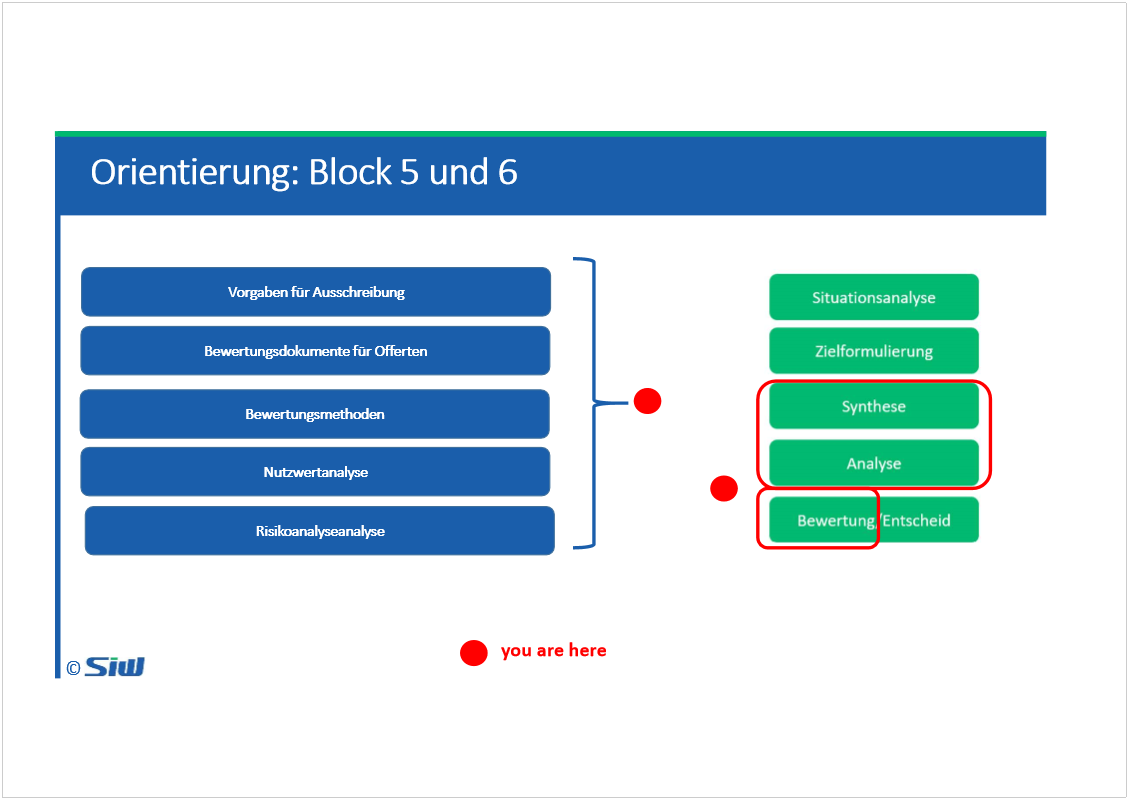 Orientierung: Block 5 und 6
Vorgaben für Ausschreibung
Bewertungsdokumente für Offerten
Bewertungsmethoden
Nutzwertanalyse
Risikoanalyseanalyse
Situationsanalyse
Zielformulierung
Synthese
Analyse
Bewertung/Entscheid
you are here
© SiW